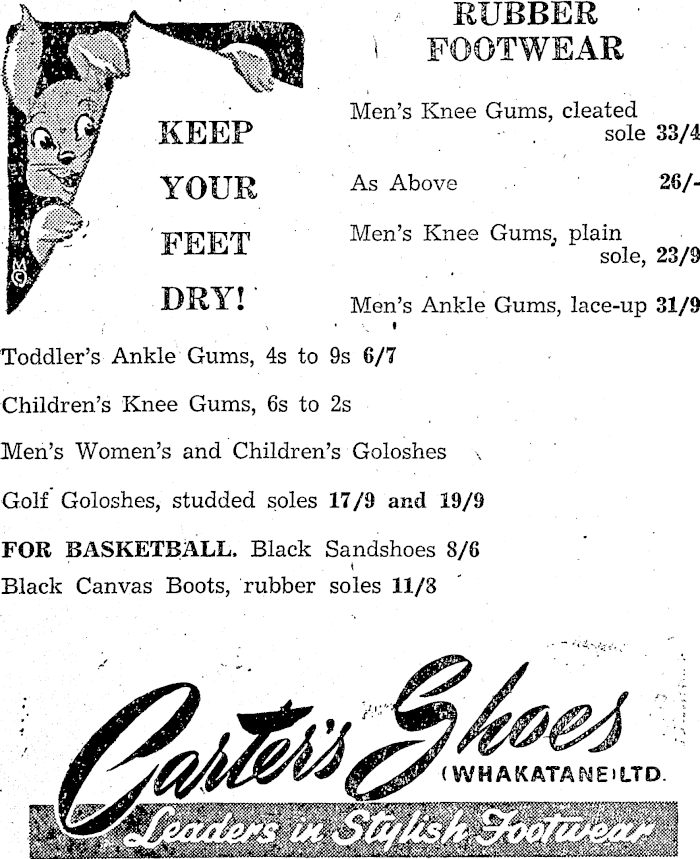 KEEP
YOUR
FEET
DRY!
M
©
RUBBER
FOOTWEAR
Men's Knee Gums, cleated
sole 33/4
As Above 26/-
Men's Knee Gums, plain
sole, 23/9
Men's Ankle Gums, lace-up 31/9
Toddler's Ankle Gums, 4s to 9s 6/7
Children's Knee Gums, 6s to 2s
Men's Women's and Children's Goloshes
Golf Goloshes, studded soles 17/9 and 19/9
FOR BASKETBALL. Black Sandshoes 8/6
Black Canvas Boots, rubber soles 11/8
Carter's Shoes
(WHAKATANE) LTD.
Leaders in Stylish Footwear